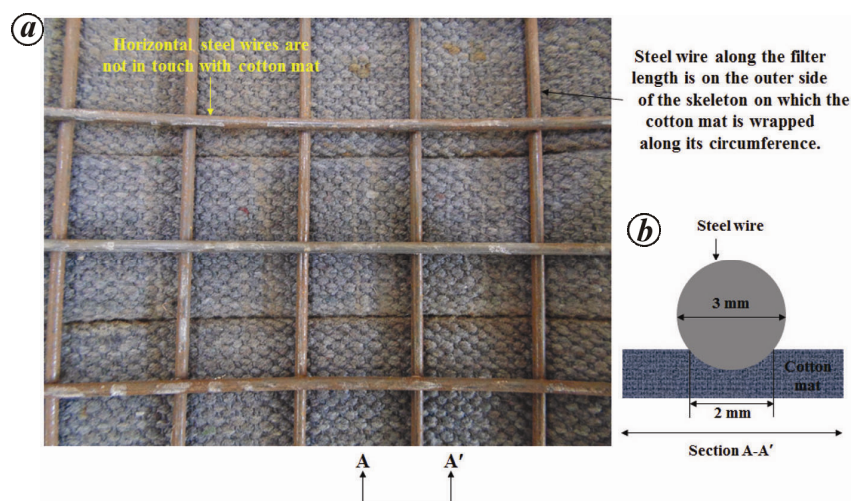 a
Horizontal steel wires are
not in touch with cotton mat
Steel wire along the filter
length is on the outer side
of the skeleton on which the
cotton mat is wrapped
along its circumference.
b
Steel wire
3 mm
Cotton
mat
2 mm
Section A-A′
A A′